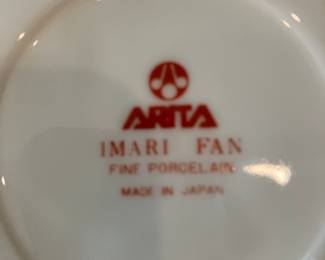 ARITA
IMARI FAN
FINE PORCELAIN
MADE IN JAPAN